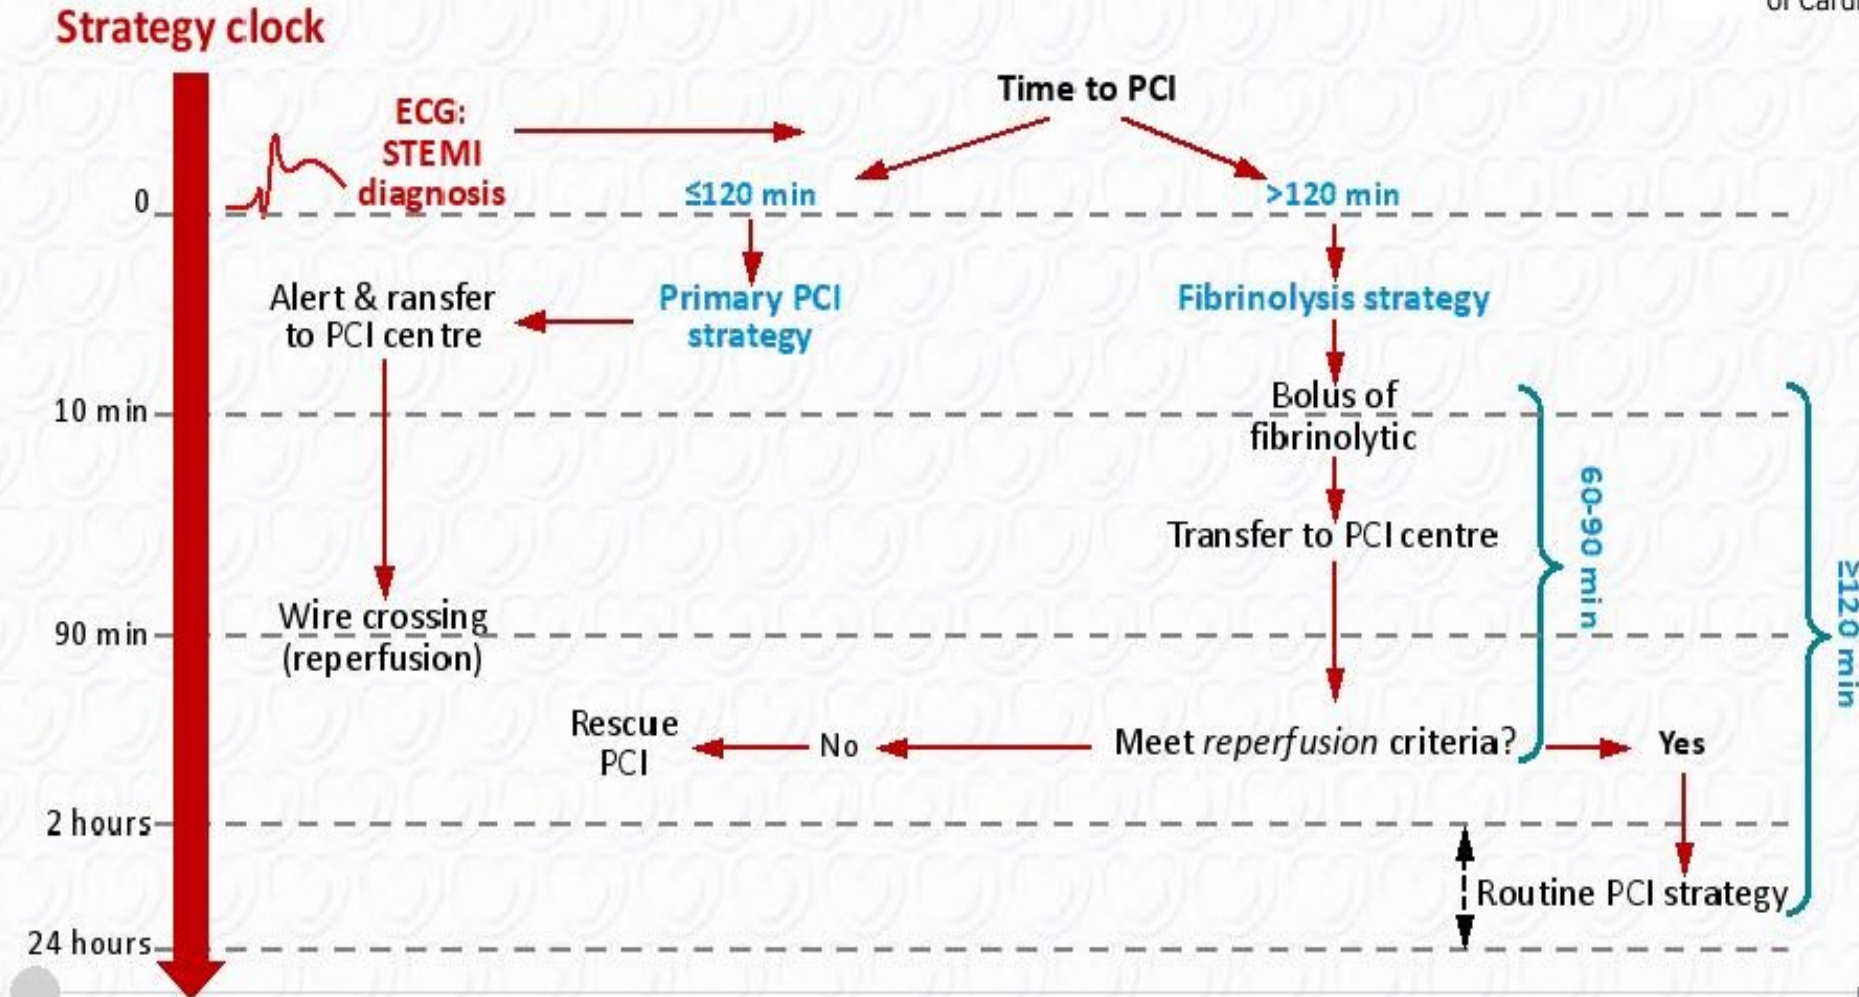 of Card
Strategy clock
Time to PCI
ECG:
STEMI
diagnosis
0
≤120 min
>120 min
Alert & ransfer
to PCI centre
Primary PCI
strategy
Fibrinolysis strategy
10 min
Bolus of
fibrinolytic
60-90 min
≥120 min
Transfer to PCI centre
90 min
Wire crossing
(reperfusion)
Rescue
PCI
No
Meet reperfusion criteria?
Yes
2 hours
Routine PCI strategy
24 hours